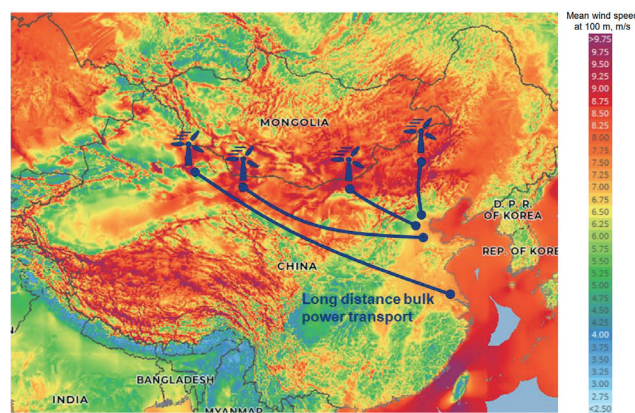 Mean wind speed
at 100 m, m/s
>9.75
9.75
9.50
9.25
9.00
8.75
8.50
8.25
8.00
7.75
7.50
7.25
7.00
6.75
6.50
6.25
6.00
5.75
5.50
5.25
5.00
4.75
4.50
4.25
4.00
3.75
3.50
3.25
3.00
2.75
<2.50
MONGOLIA
D. P. R.
OF KOREA
REP. OF KORE
CHINA
Long distance bulk
power transport
N
BANGLADESH
INDIA
MYANMAR